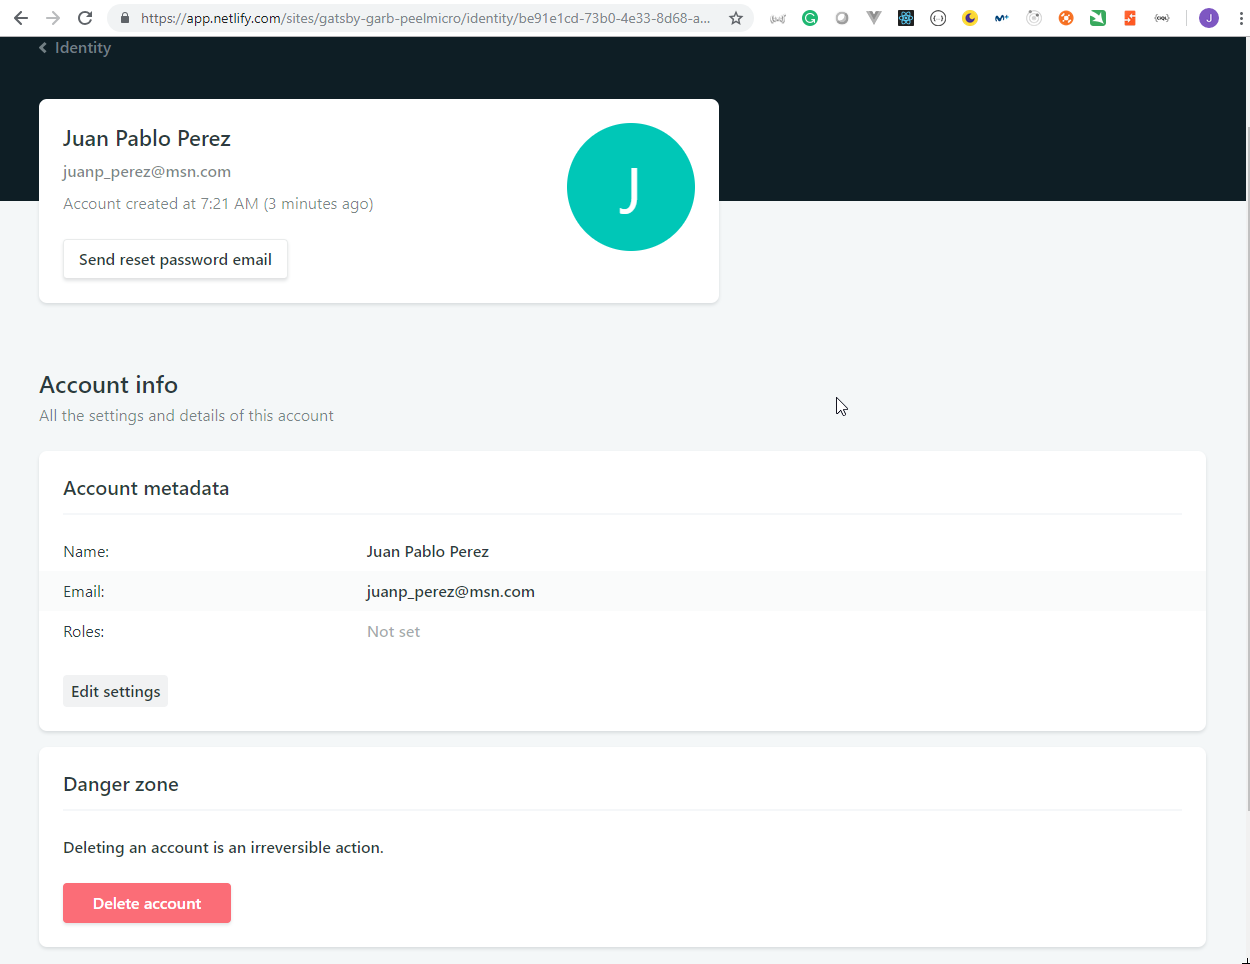 https://app.netlify.com/sites/gatsby-garb-peelmicro/identity/be91e1cd-73b0-4e33-8d68-a...
J
Identity
Juan Pablo Perez
juanp_perez@msn.com
Account created at 7:21 AM (3 minutes ago)
J
Send reset password email
Account info
All the settings and details of this account
Account metadata
Name: Juan Pablo Perez
Email: juanp_perez@msn.com
Roles: Not set
Edit settings
Danger zone
Deleting an account is an irreversible action.
Delete account